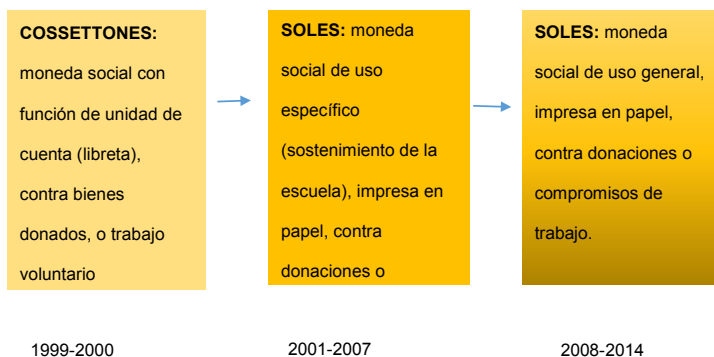 COSSETTONES:
moneda social con
función de unidad de
cuenta (libreta),
contra bienes
donados, o trabajo
voluntario
SOLES: moneda
social de uso
específico
(sostenimiento de la
escuela), impresa en
papel, contra
donaciones o
SOLES: moneda
social de uso general,
impresa en papel,
contra donaciones o
compromisos de
trabajo.
1999-2000
2001-2007
2008-2014